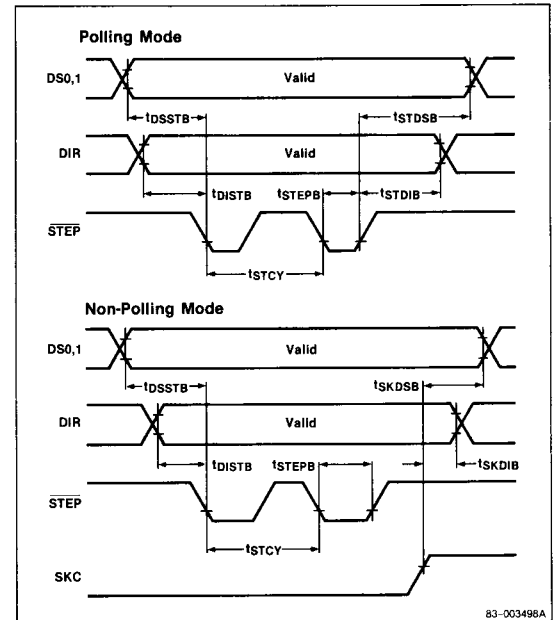 Polling Mode
DS0,1
Valid
tDSSTB
tSTDSB
DIR
Valid
tDISTB
tSTEPB
tSTDIB
STEP
tSTCY
Non-Polling Mode
DS0,1
Valid
tDSSTB
tSKDSB
DIR
Valid
tDISTB
tSTEPB
tSKDIB
STEP
tSTCY
SKC
83-003498A